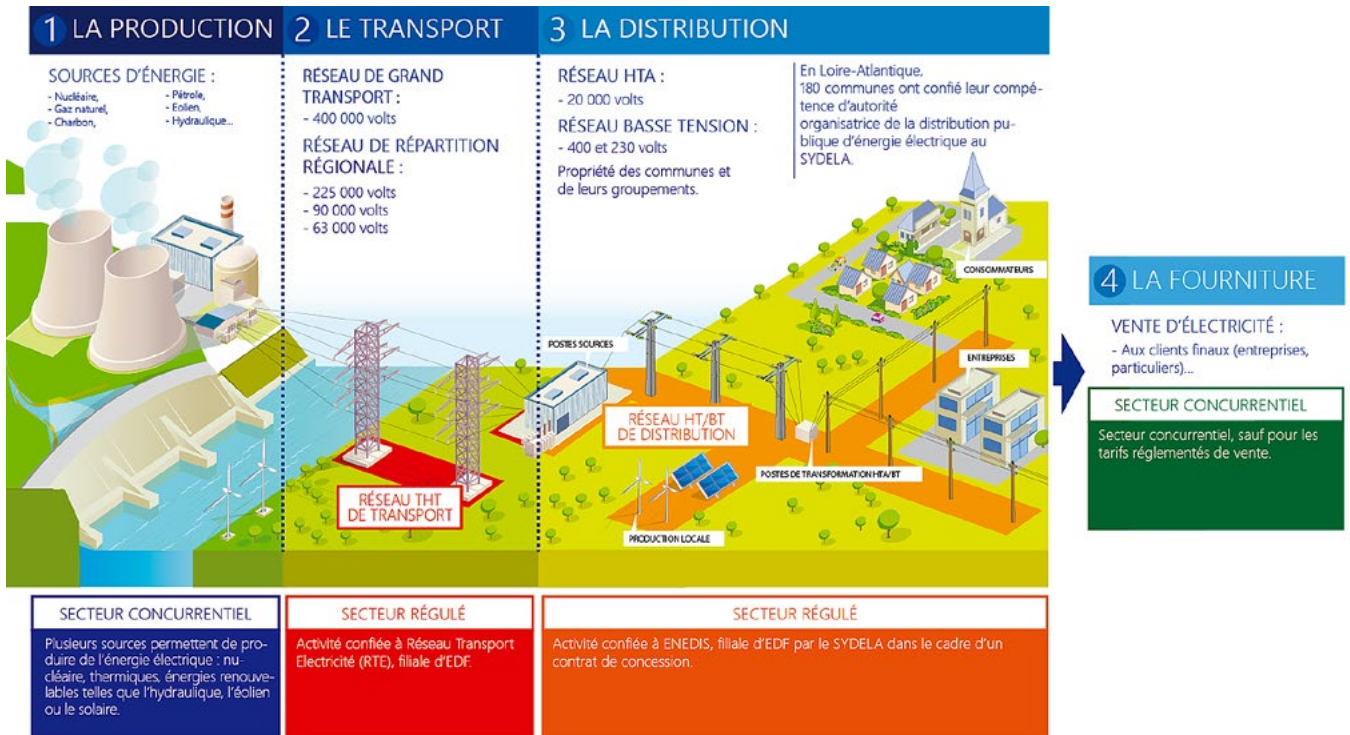 1 LA PRODUCTION
SOURCES D'ÉNERGIE :
- Nucléaire,
- Gaz naturel,
- Charbon,
- Pétrole,
- Eolien,
- Hydraulique...
2 LE TRANSPORT
RÉSEAU DE GRAND
TRANSPORT :
- 400 000 volts
RÉSEAU DE RÉPARTITION
RÉGIONALE :
- 225 000 volts
- 90 000 volts
- 63 000 volts
3 LA DISTRIBUTION
RÉSEAU HTA :
- 20 000 volts
RÉSEAU BASSE TENSION :
- 400 et 230 volts
Propriété des communes et
de leurs groupements.
En Loire-Atlantique,
180 communes ont confié leur compé-
tence d'autorité
organisatrice de la distribution pu-
blique d'énergie électrique au
SYDELA.
CONSOMMATEURS
POSTES SOURCES
ENTREPRISES
RÉSEAU HT/BT
DE DISTRIBUTION
POSTES DE TRANSFORMATION HTA/BT
RÉSEAU THT
DE TRANSPORT
PRODUCTION LOCALE
4 LA FOURNITURE
VENTE D'ÉLECTRICITÉ :
- Aux clients finaux (entreprises,
particuliers)...
SECTEUR CONCURRENTIEL
Secteur concurrentiel, sauf pour les
tarifs réglementés de vente.
SECTEUR CONCURRENTIEL
Plusieurs sources permettent de pro-
duire de l'énergie électrique : nu-
cléaire, thermiques, énergies renouve-
lables telles que l'hydraulique, l'éolien
ou le solaire.
SECTEUR RÉGULÉ
Activité confiée à Réseau Transport
Electricité (RTE), filiale d'EDF.
SECTEUR RÉGULÉ
Activité confiée à ENEDIS, filiale d'EDF par le SYDELA dans le cadre d'un
contrat de concession.